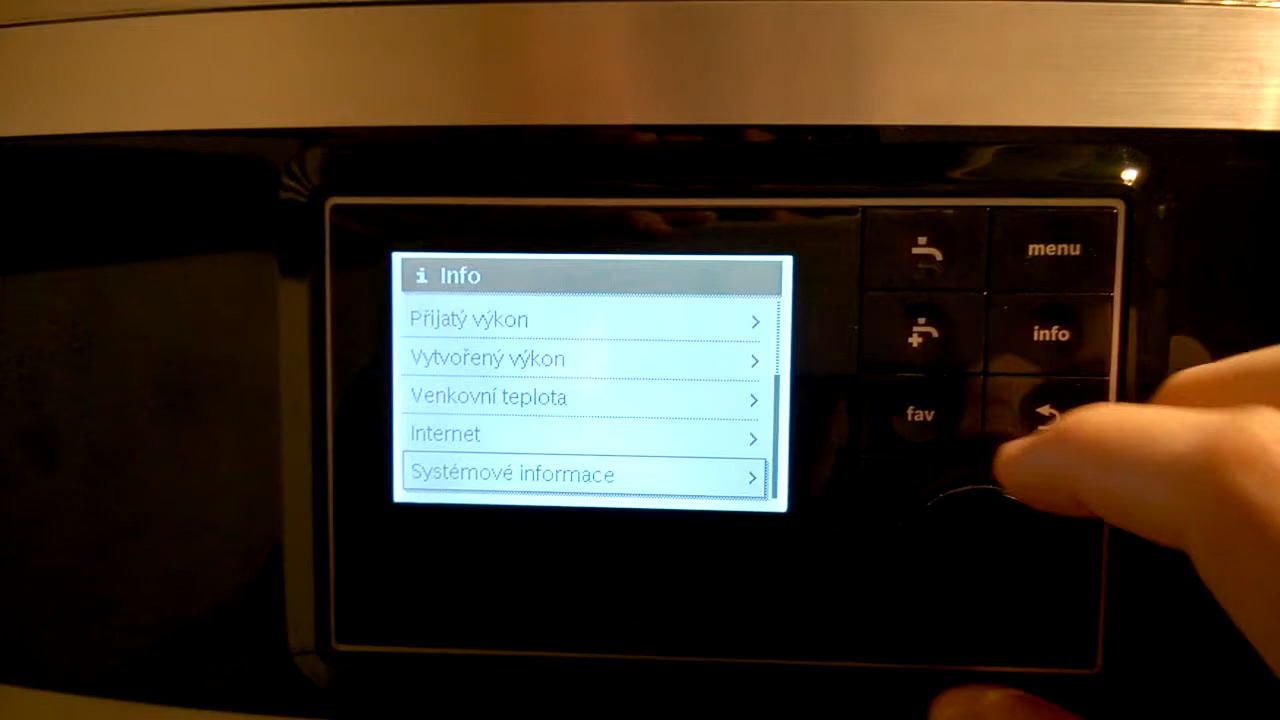 i Info
Přijatý výkon
Vytvořený výkon
Venkovní teplota
Internet
Systémové informace
menu
info
fav